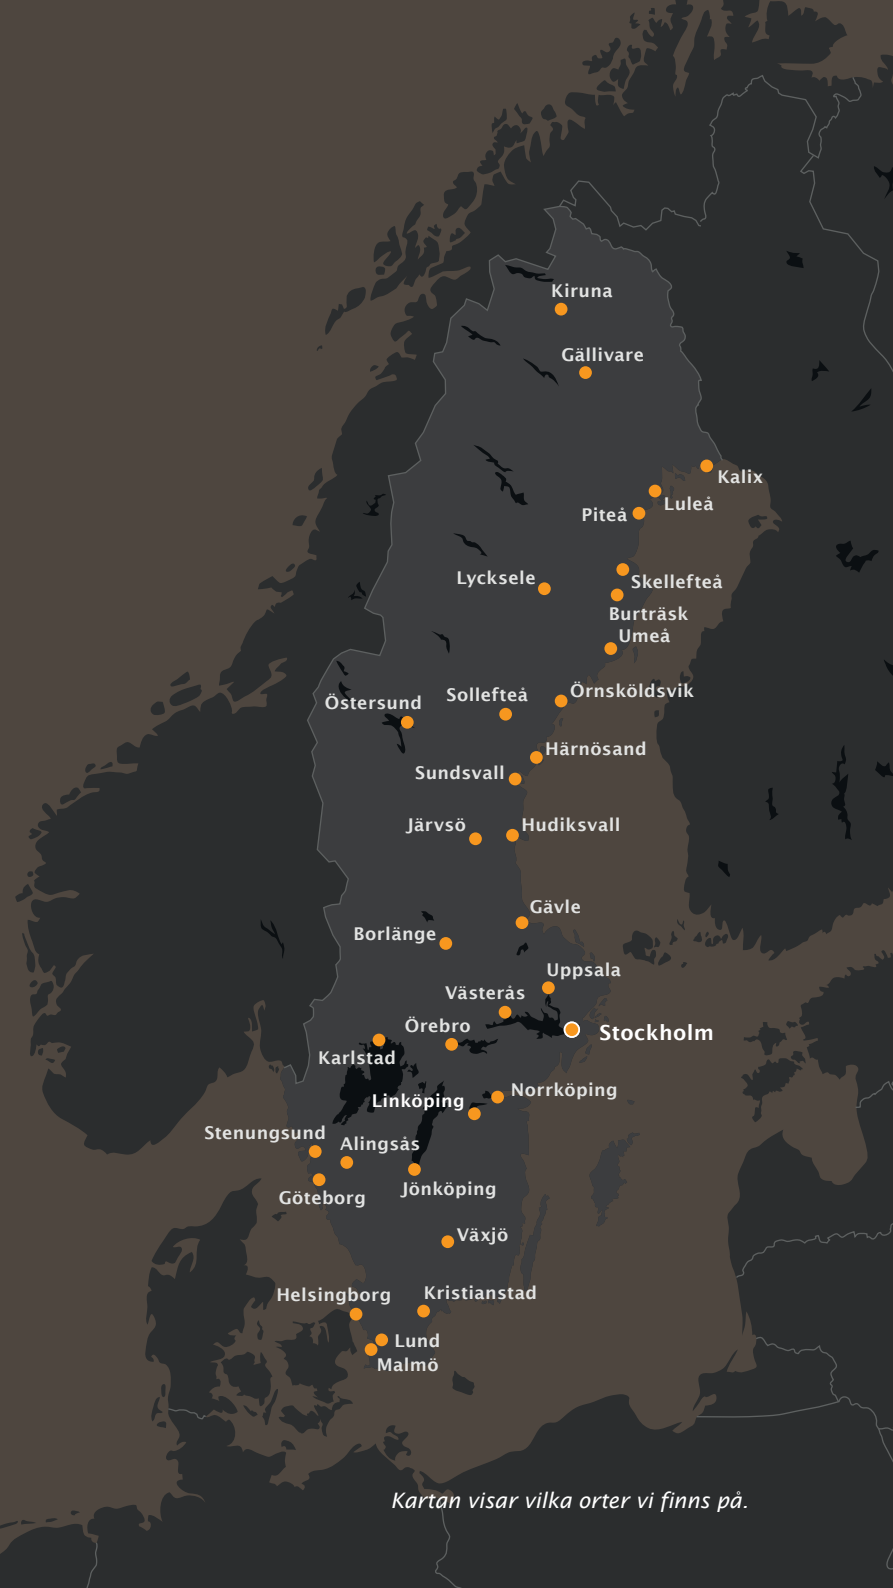 Kiruna
Gällivare
Kalix
Luleå
Piteå
Lycksele
Skellefteå
Burträsk
Umeå
Örnsköldsvik
Sollefteå
Östersund
Härnösand
Sundsvall
Järvsö
Hudiksvall
Gävle
Borlänge
Uppsala
Västerås
Örebro
Stockholm
Karlstad
Norrköping
Linköping
Stenungsund
Alingsås
Jönköping
Göteborg
Växjö
Kristianstad
Helsingborg
Lund
Malmö
Kartan visar vilka orter vi finns på.